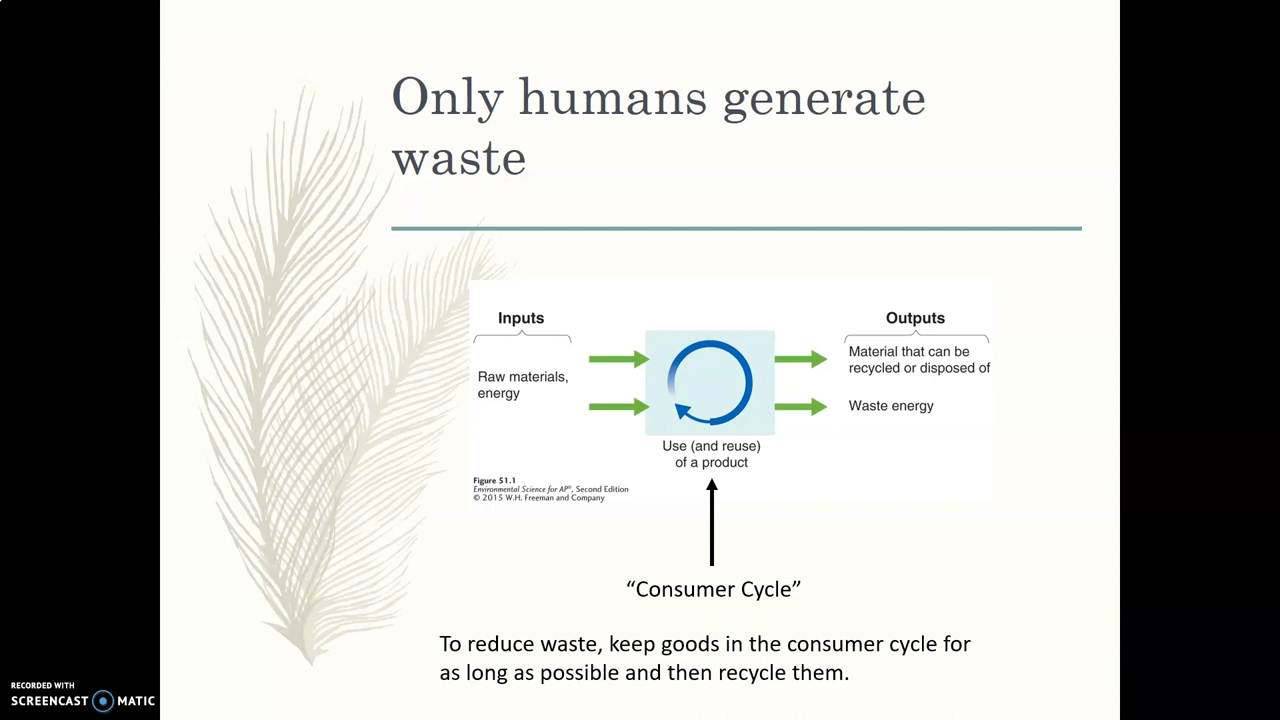 Only humans generate
waste
Inputs
Outputs
Raw materials,
energy
Material that can be
recycled or disposed of
Waste energy
Use (and reuse)
of a product
Figure 51.1
Environmental Science for AP®, Second Edition
© 2015 W.H. Freeman and Company
“Consumer Cycle”
To reduce waste, keep goods in the consumer cycle for
as long as possible and then recycle them.
RECORDED WITH
SCREENCAST MATIC